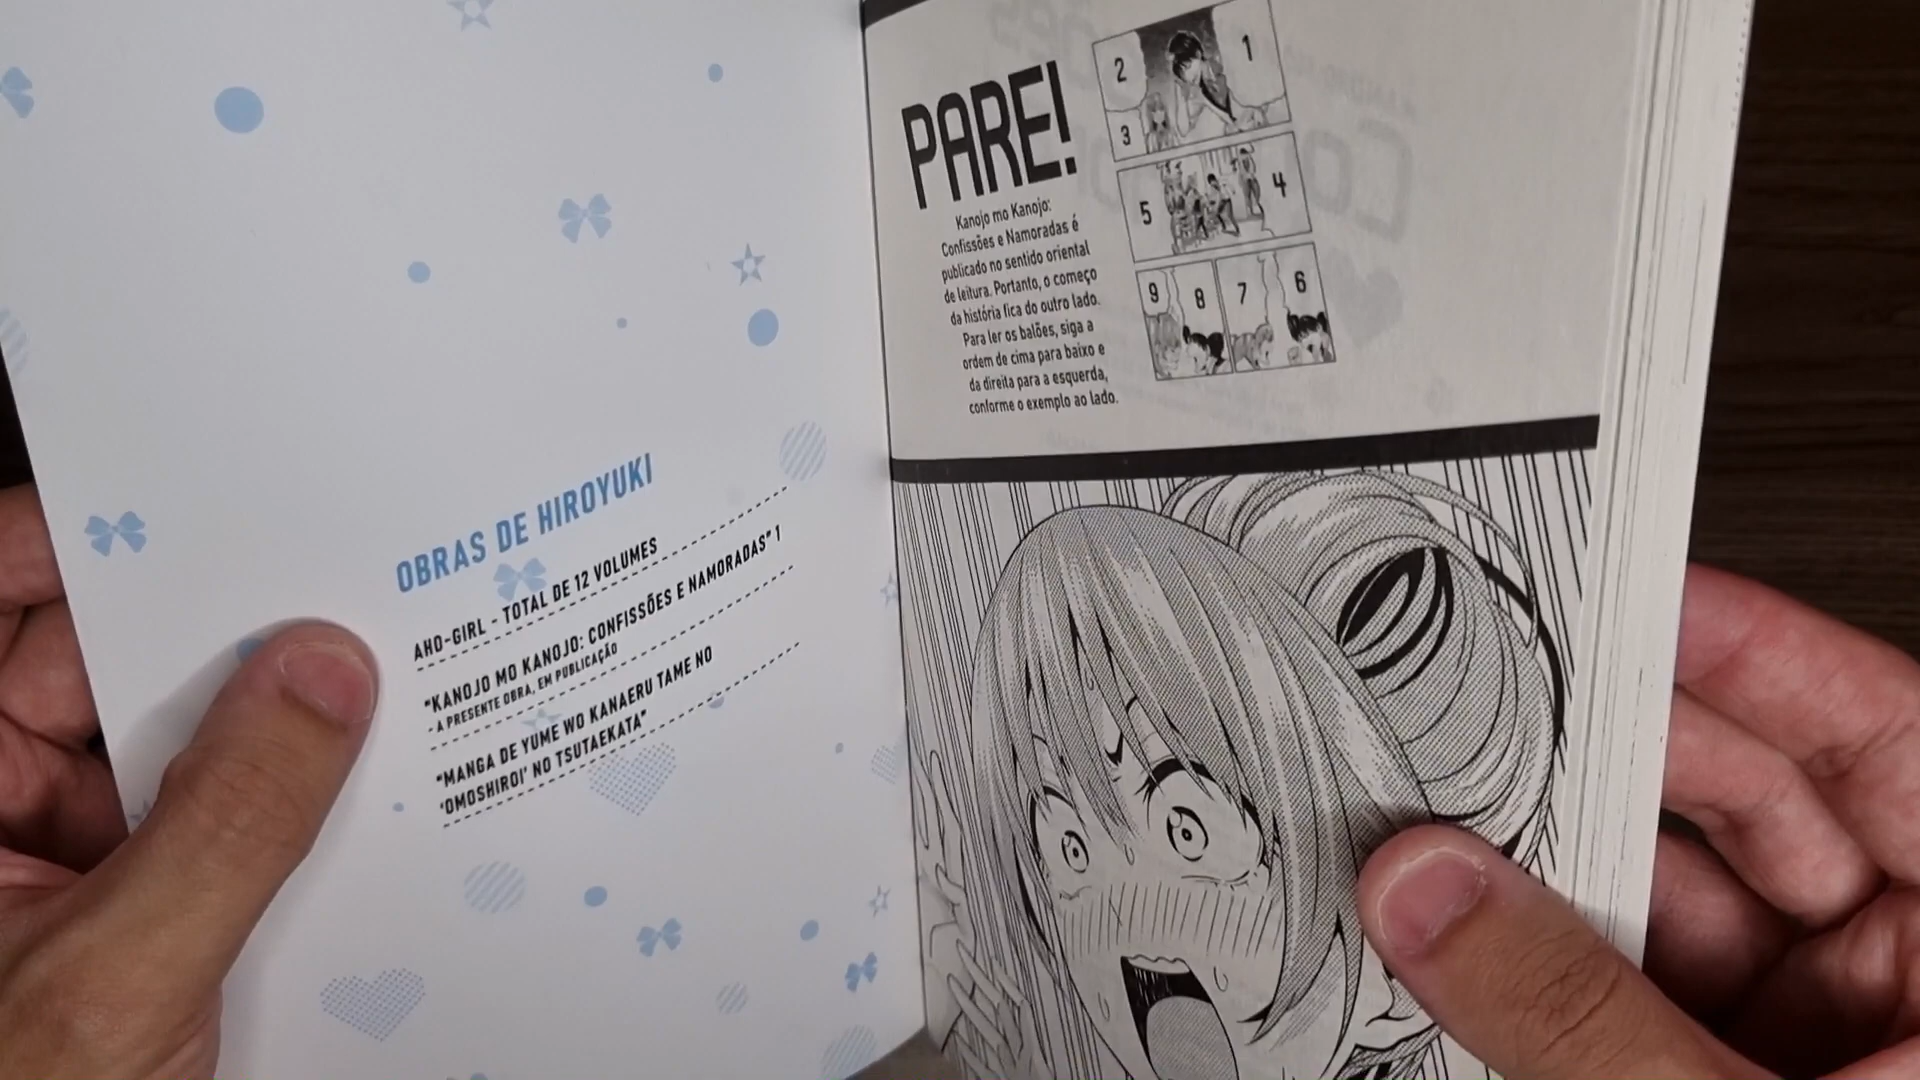 OBRAS DE HIROYUKI
AHO-GIRL - TOTAL DE 12 VOLUMES
"KANOJO MO KANOJO: CONFISSÕES E NAMORADAS" 1
- A PRESENTE OBRA, EM PUBLICAÇÃO
"MANGA DE YUME WO KANAERU TAME NO
'OMOSHIROI' NO TSUTAEKATA"
PARE!
Kanojo mo Kanojo:
Confissões e Namoradas é
publicado no sentido oriental
de leitura. Portanto, o começo
da história fica do outro lado.
Para ler os balões, siga a
ordem de cima para baixo e
da direita para a esquerda,
conforme o exemplo ao lado.
2 1
3
5 4
9 8 7 6